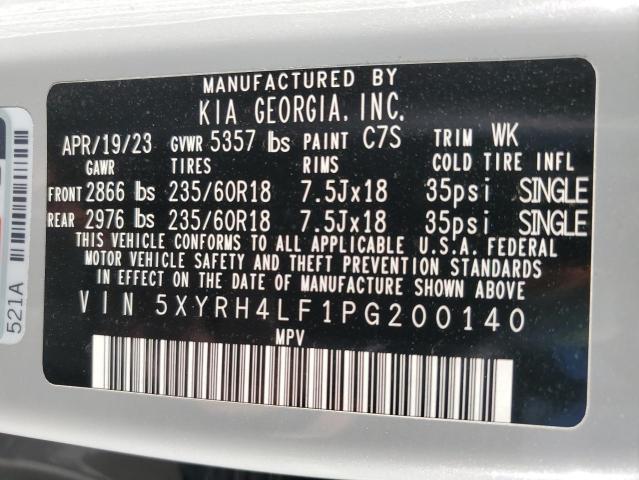 MANUFACTURED BY
KIA GEORGIA, INC.
APR/19/23 GVWR 5357 lbs PAINT C7S TRIM WK
GAWR TIRES RIMS COLD TIRE INFL
FRONT 2866 lbs 235/60R18 7.5Jx18 35psi SINGLE
REAR 2976 lbs 235/60R18 7.5Jx18 35psi SINGLE
THIS VEHICLE CONFORMS TO ALL APPLICABLE U.S.A. FEDERAL
MOTOR VEHICLE SAFETY AND THEFT PREVENTION STANDARDS
IN EFFECT ON THE DATE OF MANUFACTURE SHOWN ABOVE.
VIN 5XYRH4LF1PG200140
MPV
521A